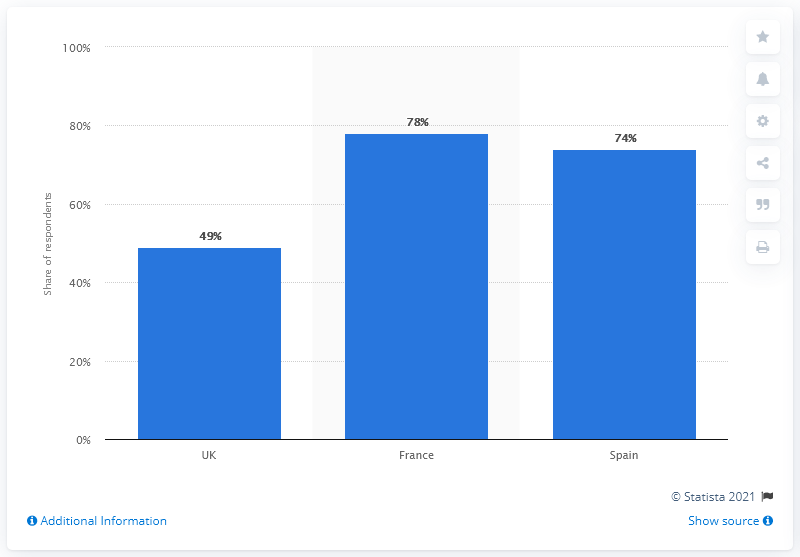 100%
80%
60%
40%
20%
0%
Share of respondents
49%
78%
74%
UK
France
Spain
© Statista 2021
Additional Information
Show source